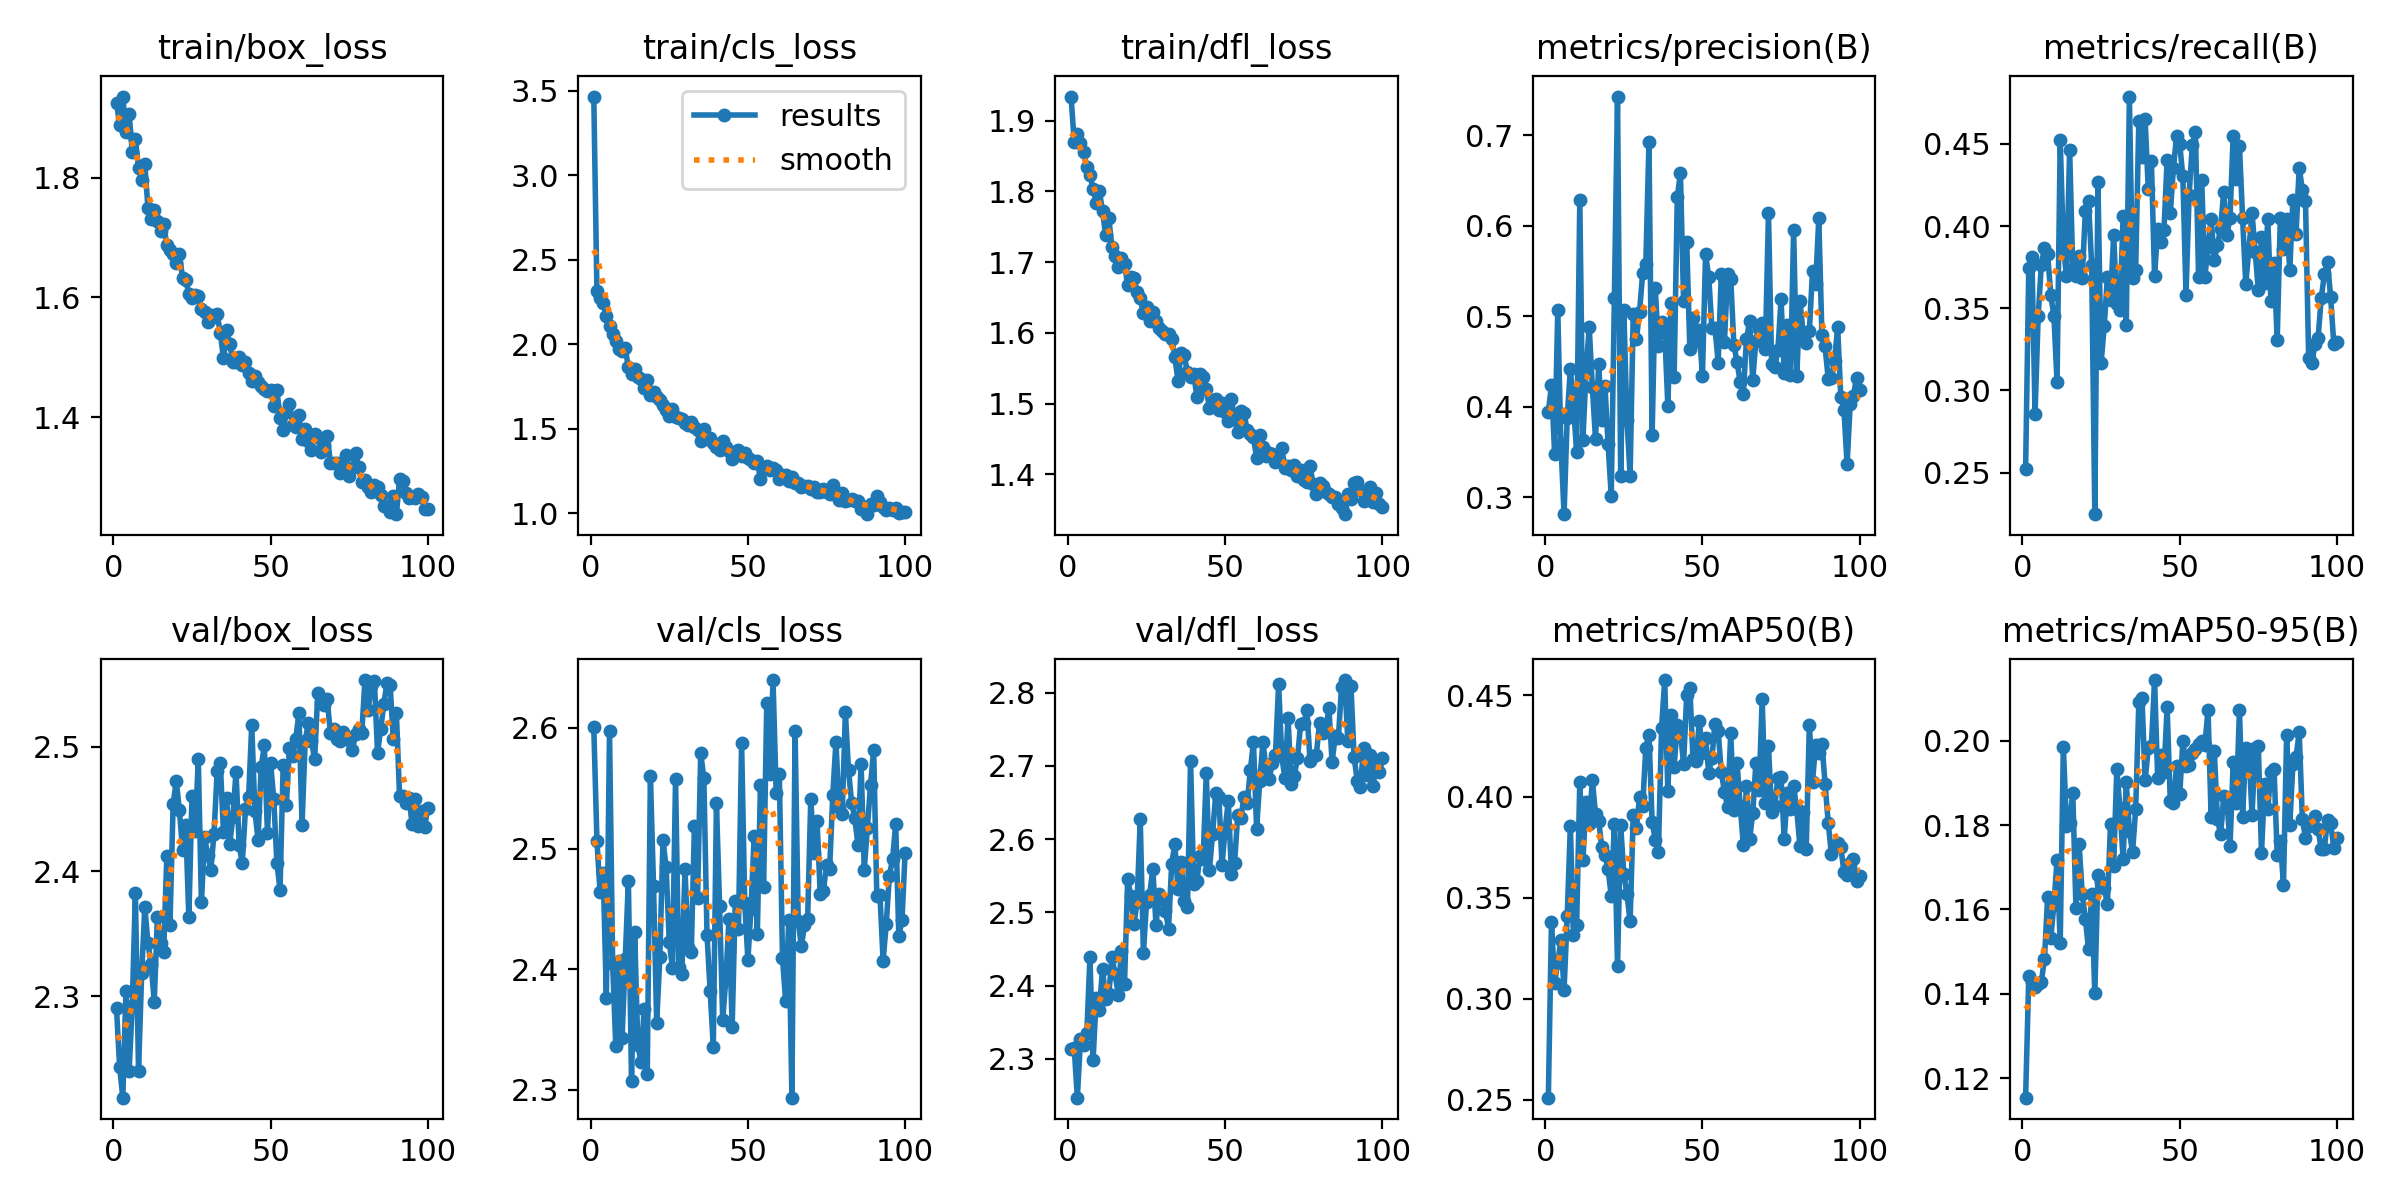 train/box_loss
1.8
1.6
1.4
0 50 100
train/cls_loss
results
smooth
3.5
3.0
2.5
2.0
1.5
1.0
0 50 100
train/dfl_loss
1.9
1.8
1.7
1.6
1.5
1.4
0 50 100
metrics/precision(B)
0.7
0.6
0.5
0.4
0.3
0 50 100
metrics/recall(B)
0.45
0.40
0.35
0.30
0.25
0 50 100
val/box_loss
2.5
2.4
2.3
0 50 100
val/cls_loss
2.6
2.5
2.4
2.3
0 50 100
val/dfl_loss
2.8
2.7
2.6
2.5
2.4
2.3
0 50 100
metrics/mAP50(B)
0.45
0.40
0.35
0.30
0.25
0 50 100
metrics/mAP50-95(B)
0.20
0.18
0.16
0.14
0.12
0 50 100